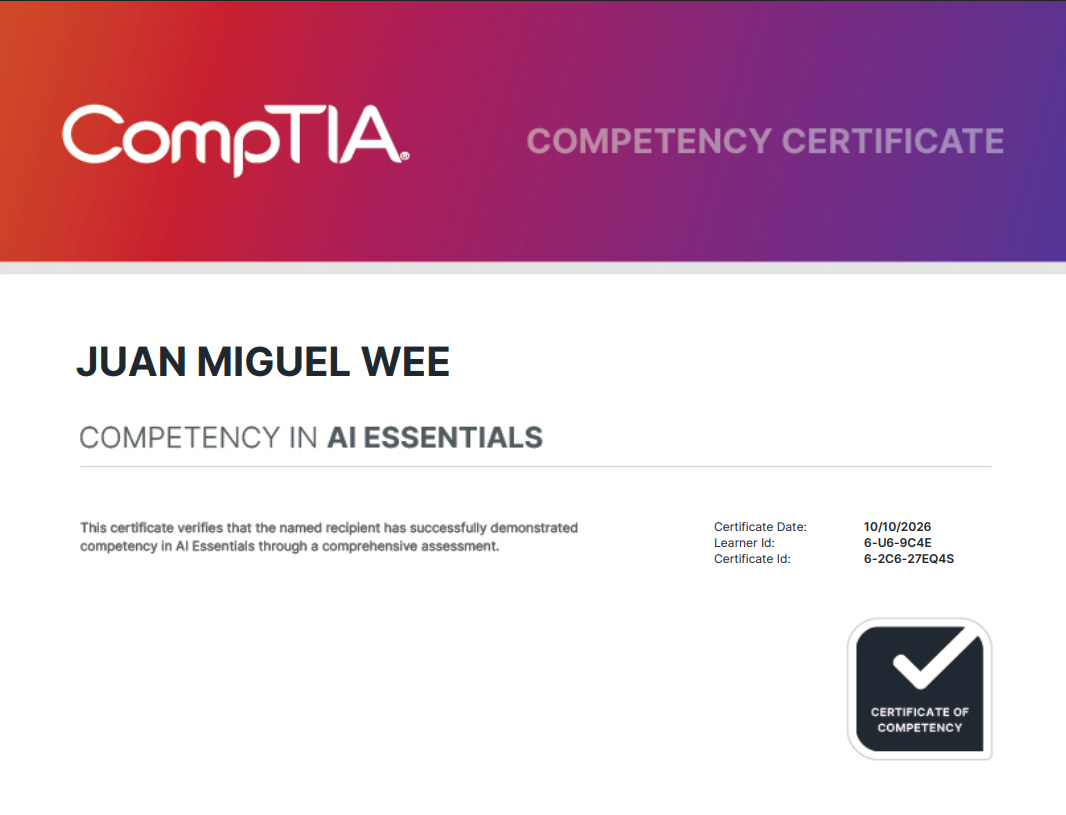 CompTIA®
COMPETENCY CERTIFICATE
JUAN MIGUEL WEE
COMPETENCY IN AI ESSENTIALS
This certificate verifies that the named recipient has successfully demonstrated
competency in AI Essentials through a comprehensive assessment.
Certificate Date: 10/10/2026
Learner Id: 6-U6-9C4E
Certificate Id: 6-2C6-27EQ4S
CERTIFICATE OF
COMPETENCY